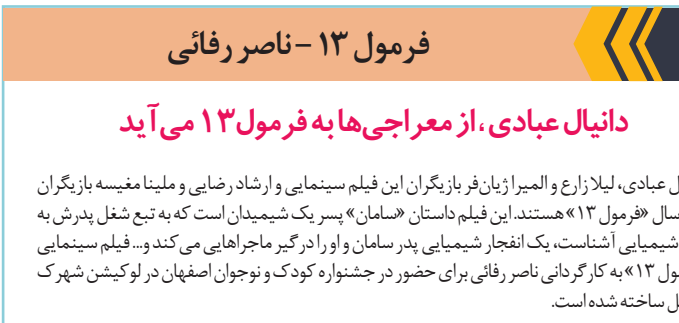 فرمول ۱۳ - ناصر رفائی
دانیال عبادی، از معراجی‌ها به فرمول۱۳ می‌آید
عبادی، لیلا زارع و المیرا ژیان‌فر بازیگران این فیلم سینمایی و ارشاد رضایی و ملینا مغیسه بازیگران
سال «فرمول ۱۳» هستند. این فیلم داستان «سامان» پسر یک شیمیدان است که به تبع شغل پدرش به
شیمیایی آشناست، یک انفجار شیمیایی پدر سامان و او را درگیر ماجراهایی می‌کند و... فیلم سینمایی
۱۳» به کارگردانی ناصر رفائی برای حضور در جشنواره کودک و نوجوان اصفهان در لوکیشن شهرک
ساخته شده است.